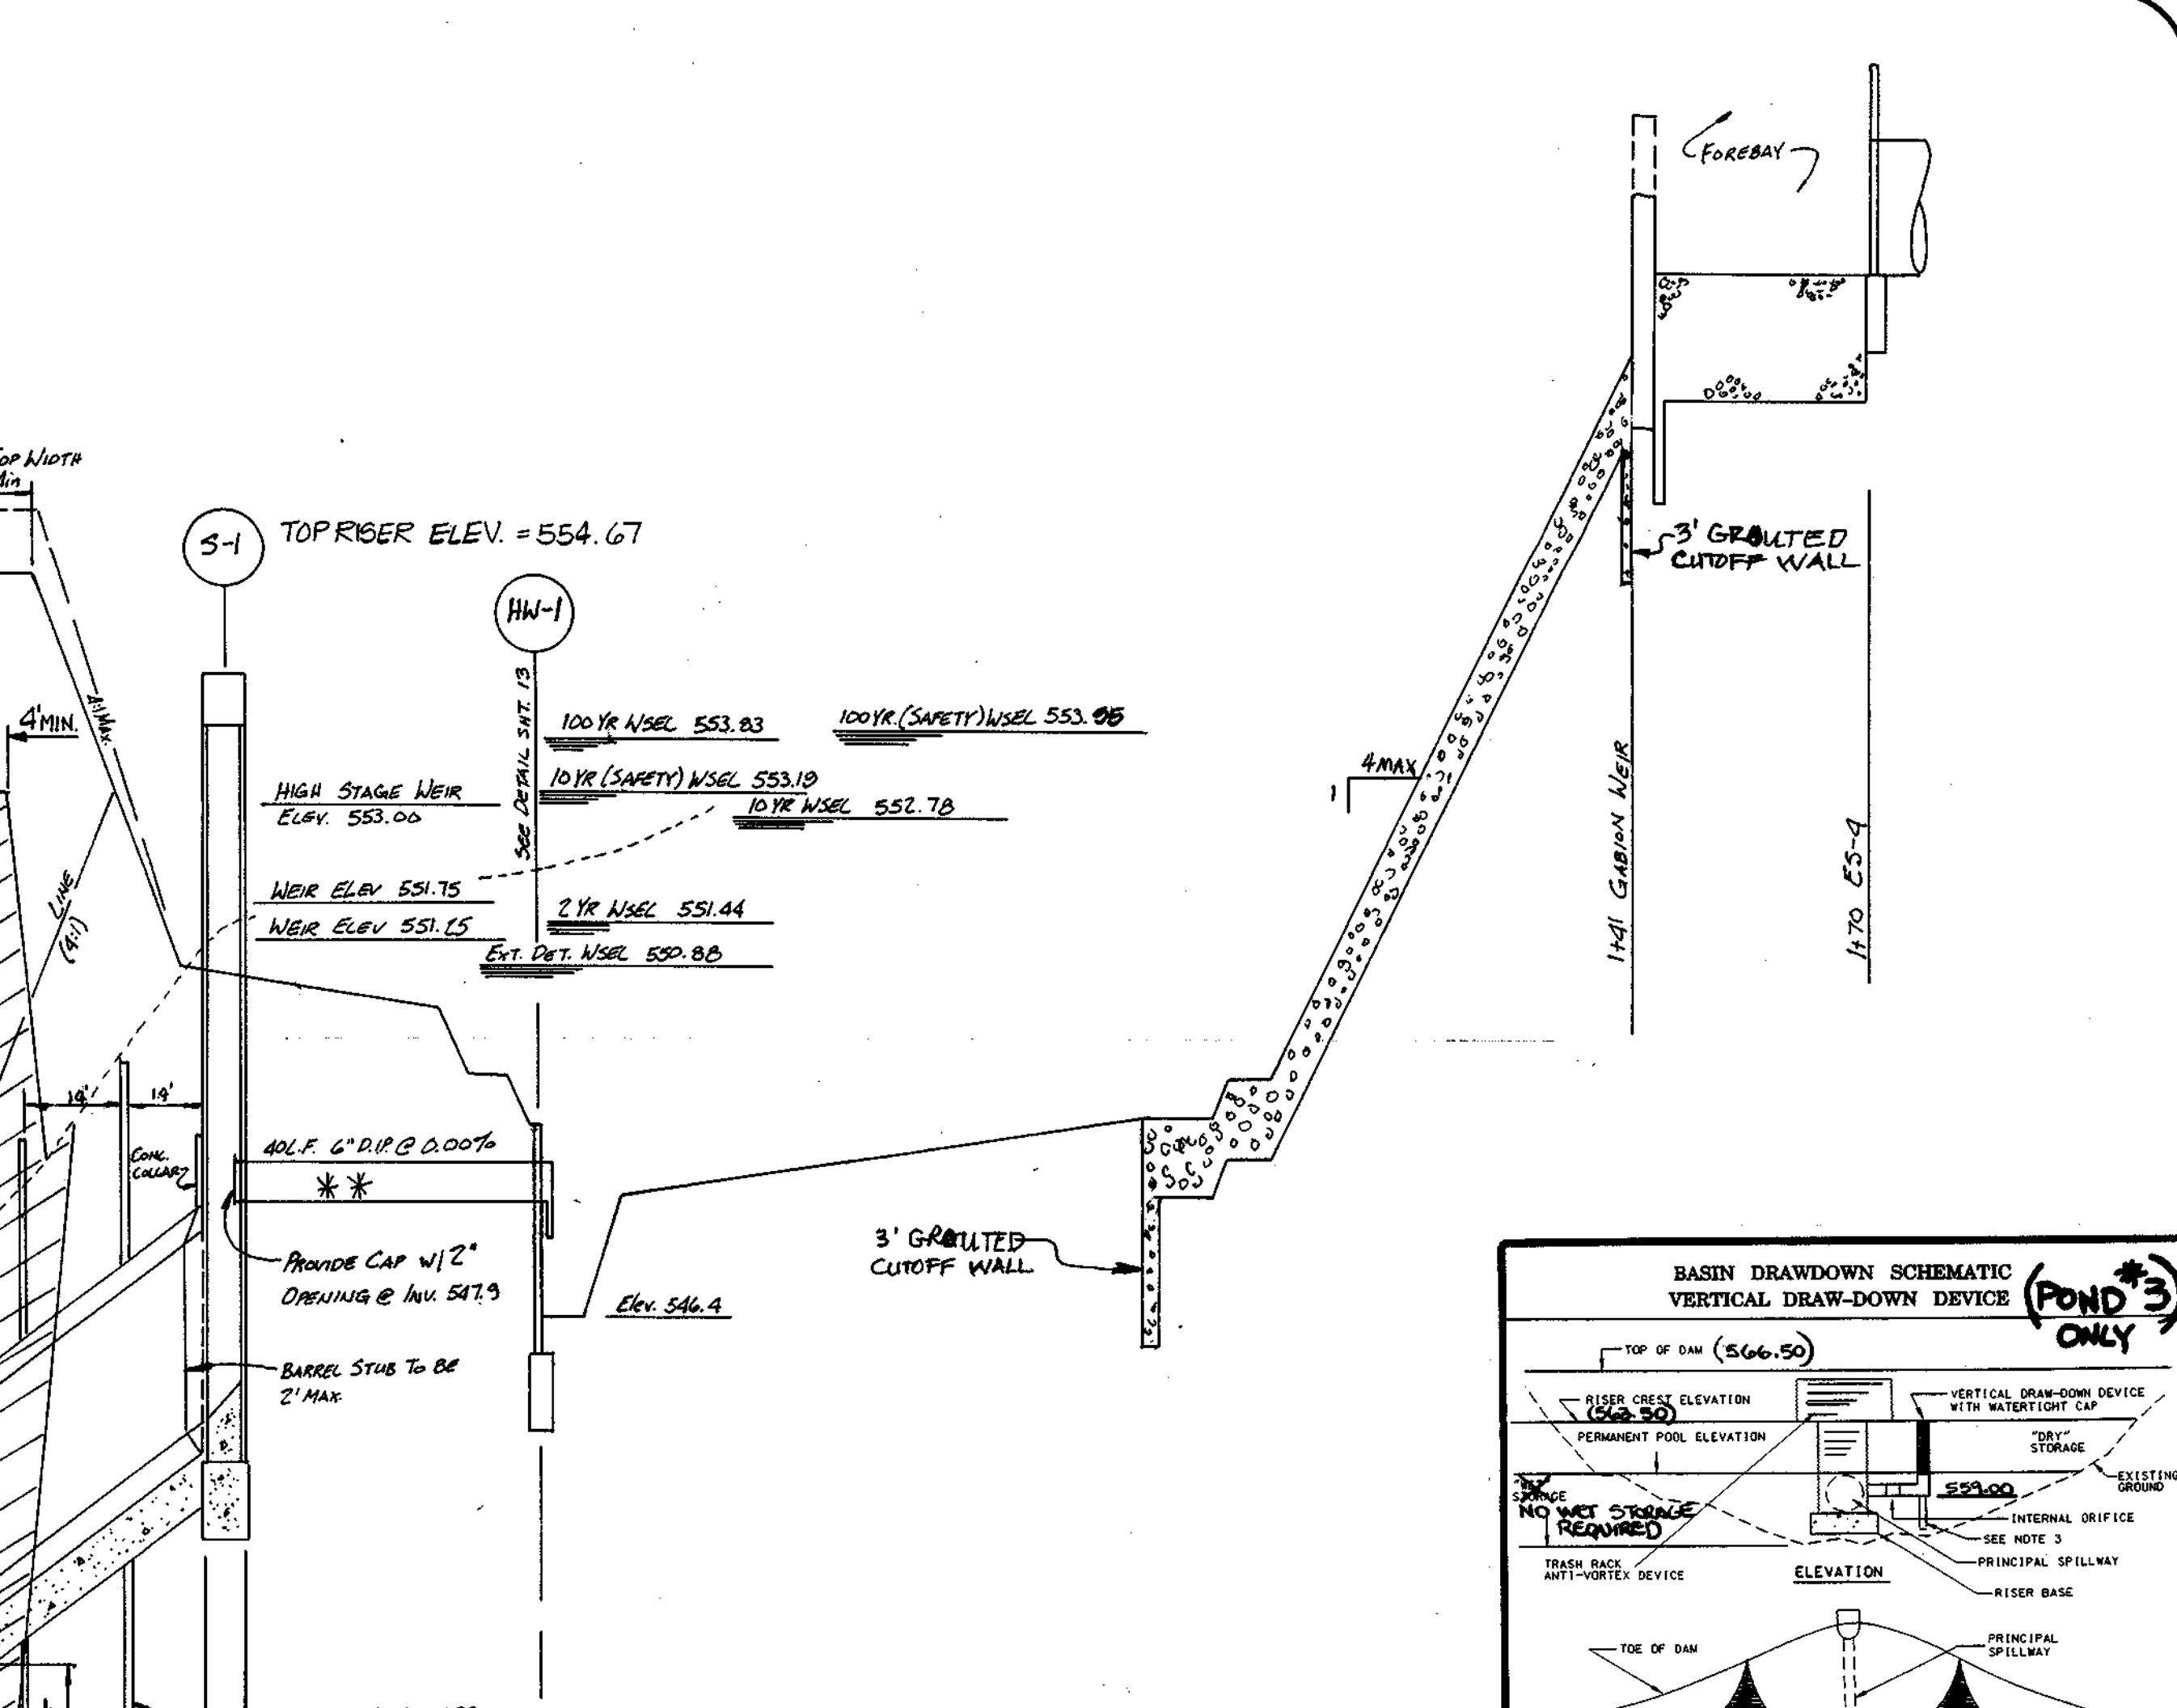 FOREBAY
OP WIDTH
Min
S-1
TOP RISER ELEV. = 554.67
HW-1
SEE DETAIL SHT. 13
4' MIN.
4:1 MAX.
100 YR WSEL 553.83
100 YR. (SAFETY) WSEL 553.95
10 YR (SAFETY) WSEL 553.19
10 YR WSEL 552.78
HIGH STAGE WEIR
ELEV. 553.00
WEIR ELEV 551.75
WEIR ELEV 551.25
2 YR WSEL 551.44
EXT. DET. WSEL 550.88
LINE
(4:1)
4 MAX
1
3' GROUTED
CUTOFF WALL
1+41 GABION WEIR
1+70 ES-4
14' 14'
CONC.
COLLAR
40 L.F. 6" D.I.P. @ 0.00%
**
PROVIDE CAP W/ 2"
OPENING @ INV. 547.9
BARREL STUB TO BE
2' MAX.
Elev. 546.4
3' GROUTED
CUTOFF WALL
BASIN DRAWDOWN SCHEMATIC
VERTICAL DRAW-DOWN DEVICE
(POND #3)
ONLY
TOP OF DAM (566.50)
RISER CREST ELEVATION
(563.50)
PERMANENT POOL ELEVATION
VERTICAL DRAW-DOWN DEVICE
WITH WATERTIGHT CAP
"DRY"
STORAGE
EXISTING
GROUND
STORAGE
NO WET STORAGE
REQUIRED
559.00
INTERNAL ORIFICE
SEE NOTE 3
PRINCIPAL SPILLWAY
RISER BASE
TRASH RACK
ANTI-VORTEX DEVICE
ELEVATION
TOE OF DAM
PRINCIPAL
SPILLWAY